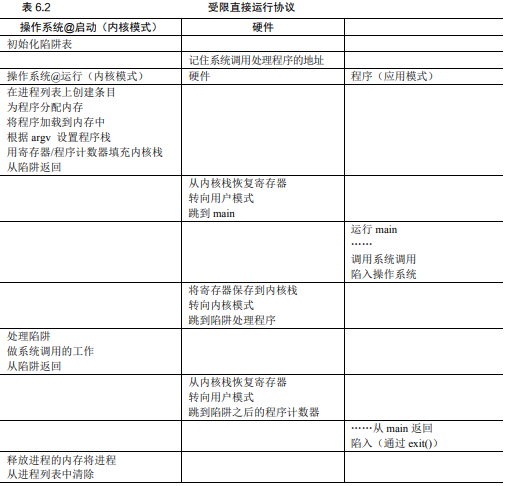 表 6.2 受限直接运行协议
操作系统@启动（内核模式） 硬件
初始化陷阱表
记住系统调用处理程序的地址
操作系统@运行（内核模式） 硬件 程序（应用模式）
在进程列表上创建条目
为程序分配内存
将程序加载到内存中
根据 argv 设置程序栈
用寄存器/程序计数器填充内核栈
从陷阱返回
从内核栈恢复寄存器
转向用户模式
跳到 main
运行 main
……
调用系统调用
陷入操作系统
将寄存器保存到内核栈
转向内核模式
跳到陷阱处理程序
处理陷阱
做系统调用的工作
从陷阱返回
从内核栈恢复寄存器
转向用户模式
跳到陷阱之后的程序计数器
……从 main 返回
陷入（通过 exit()）
释放进程的内存将进程
从进程列表中清除